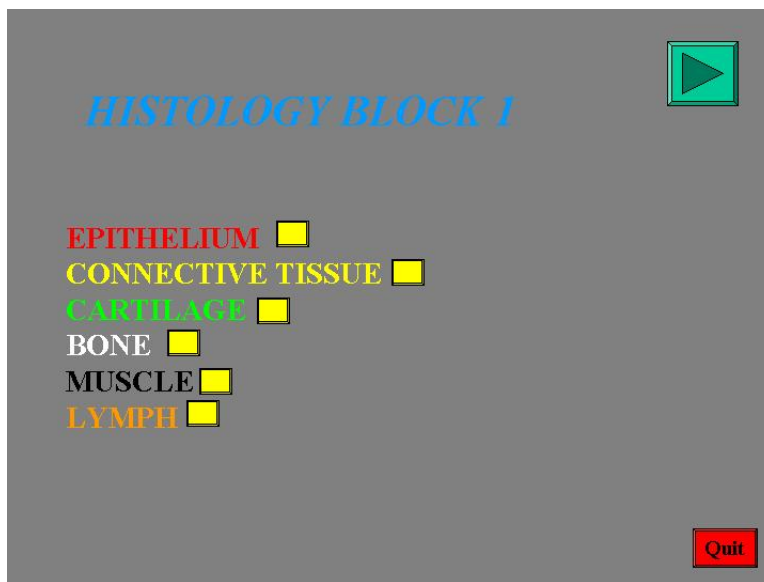 HISTOLOGY BLOCK 1
EPITHELIUM
CONNECTIVE TISSUE
CARTILAGE
BONE
MUSCLE
LYMPH
Quit